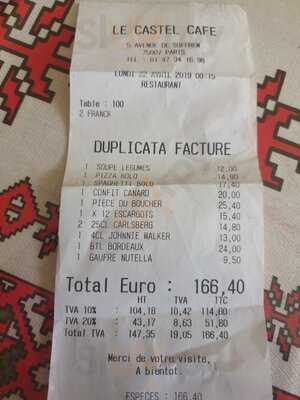 LE CASTEL CAFE
5 AVENUE DE SUFFREN
75007 PARIS
TEL : 01 47 34 16 98
LUNDI 22 AVRIL 2019 00:15
RESTAURANT
Table : 100
2 FRANCK
DUPLICATA FACTURE
1 SOUPE LEGUMES 12,00
1 PIZZA BOLO 14,90
1 SPAGHETTI BOLO 17,40
1 CONFIT CANARD 20,00
1 PIECE DU BOUCHER 25,40
1 X 12 ESCARGOTS 15,40
2 25CL CARLSBERG 14,80
1 4CL JOHNNIE WALKER 13,00
1 BTL BORDEAUX 24,00
1 GAUFRE NUTELLA 9,50
Total Euro : 166,40
HT TVA TTC
TVA 10% : 104,18 10,42 114,60
TVA 20% : 43,17 8,63 51,80
Total TVA : 147,35 19,05 166,40
Merci de votre visite,
A bientot.
ESPECES : 166,40